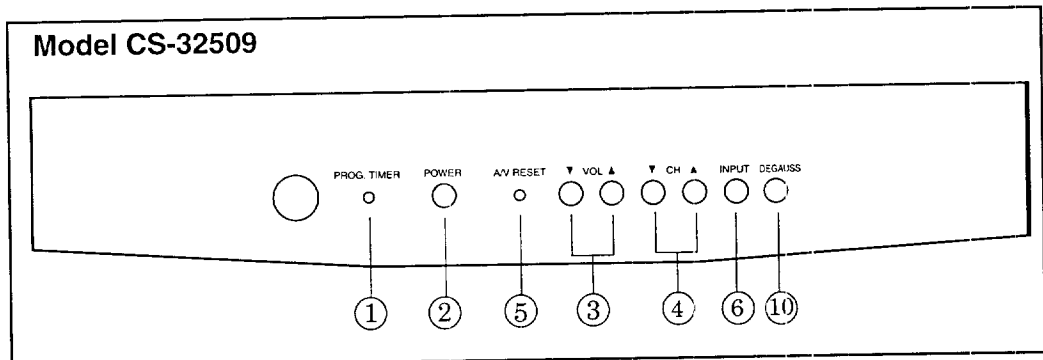 Model CS-32509
PROG. TIMER POWER A/V RESET ▼ VOL ▲ ▼ CH ▲ INPUT DEGAUSS
1 2 5 3 4 6 10